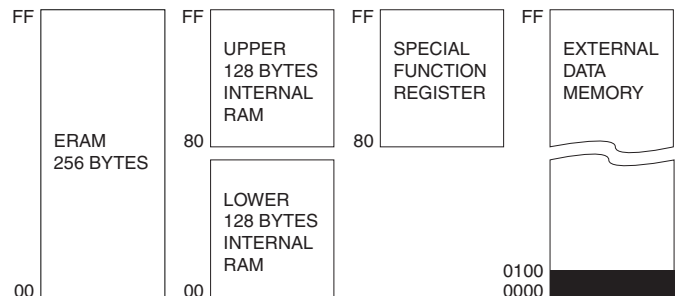 FF
ERAM
256 BYTES
00
FF
UPPER
128 BYTES
INTERNAL
RAM
80
LOWER
128 BYTES
INTERNAL
RAM
00
FF
SPECIAL
FUNCTION
REGISTER
80
FF
EXTERNAL
DATA
MEMORY
0100
0000